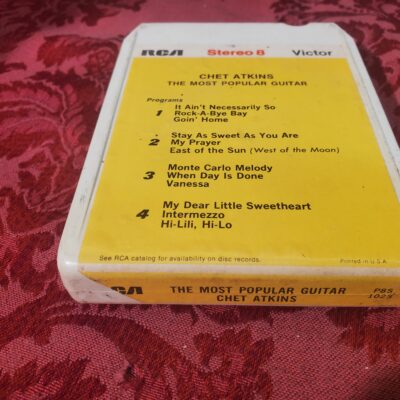 RCA Stereo 8 Victor
CHET ATKINS
THE MOST POPULAR GUITAR
Programs
1 It Ain't Necessarily So
Rock-A-Bye Bay
Goin' Home
2 Stay As Sweet As You Are
My Prayer
East of the Sun (West of the Moon)
3 Monte Carlo Melody
When Day Is Done
Vanessa
4 My Dear Little Sweetheart
Intermezzo
Hi-Lili, Hi-Lo
See RCA catalog for availability on disc records.
Printed in U.S.A.
RCA THE MOST POPULAR GUITAR P8S
CHET ATKINS 1023